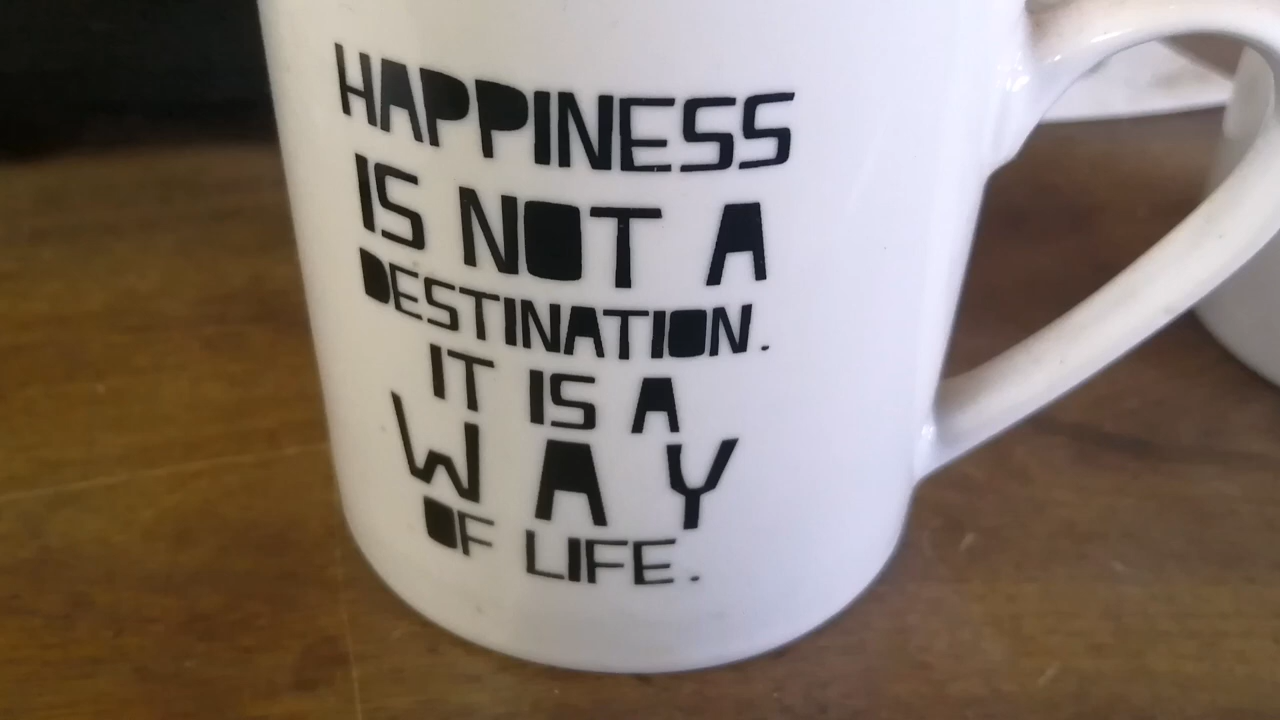 HAPPINESS
IS NOT A
DESTINATION.
IT IS A
WAY
OF LIFE.